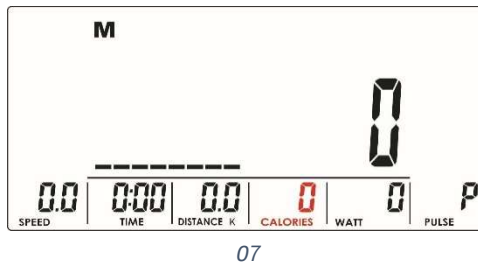 M
0
0.0 0:00 0.0 0 0 P
SPEED TIME DISTANCE K CALORIES WATT PULSE
07